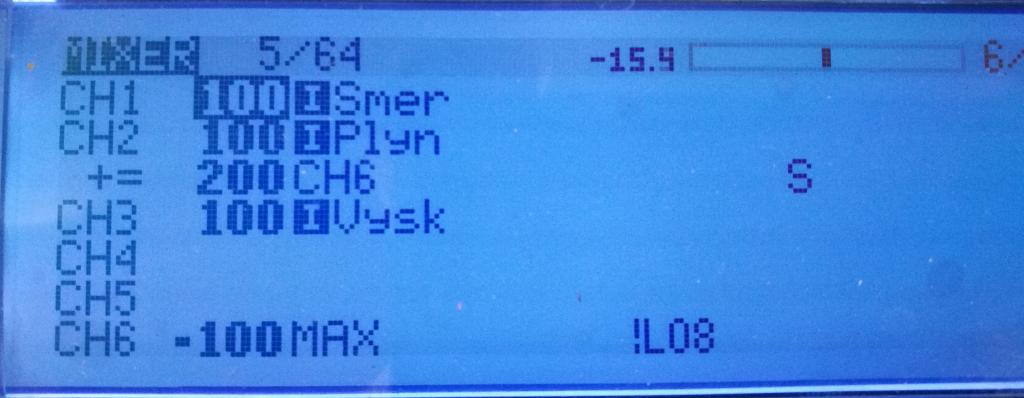 MIXER 5/64 -15.4 6/
CH1 100 I Smer
CH2 100 I Plyn
+= 200 CH6 S
CH3 100 I Vysk
CH4
CH5
CH6 -100 MAX !L08